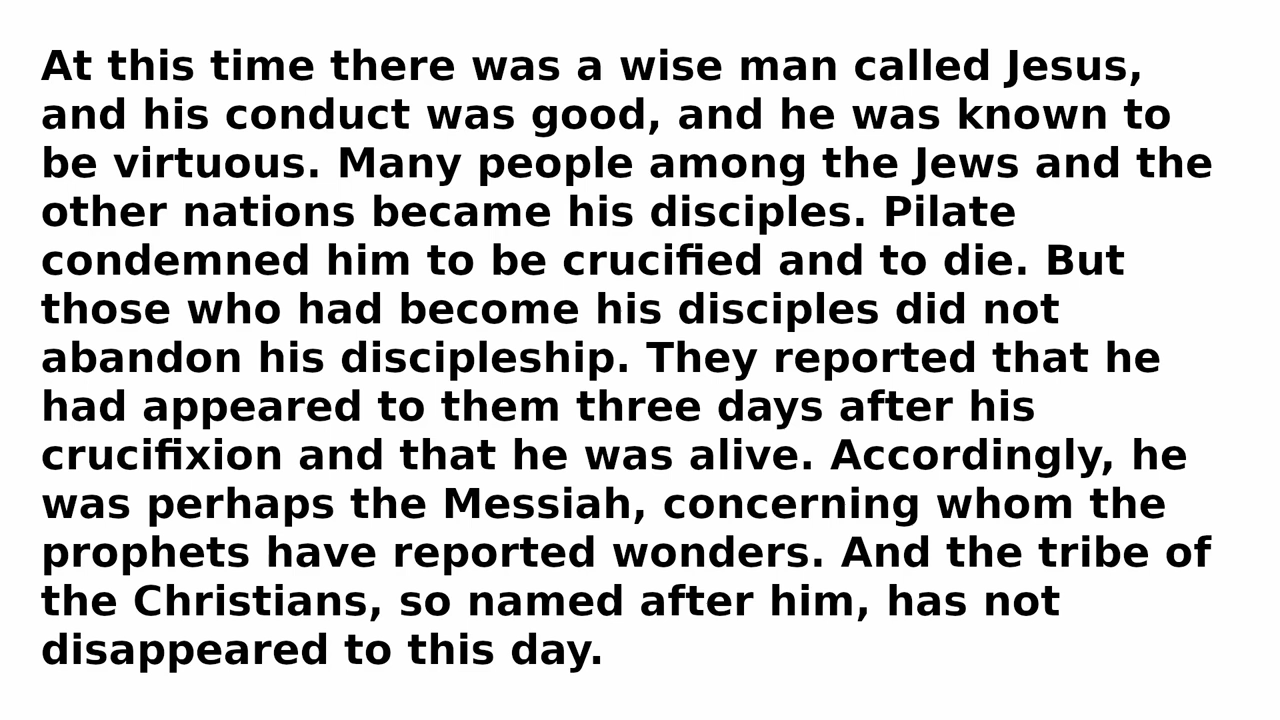 At this time there was a wise man called Jesus,
and his conduct was good, and he was known to
be virtuous. Many people among the Jews and the
other nations became his disciples. Pilate
condemned him to be crucified and to die. But
those who had become his disciples did not
abandon his discipleship. They reported that he
had appeared to them three days after his
crucifixion and that he was alive. Accordingly, he
was perhaps the Messiah, concerning whom the
prophets have reported wonders. And the tribe of
the Christians, so named after him, has not
disappeared to this day.